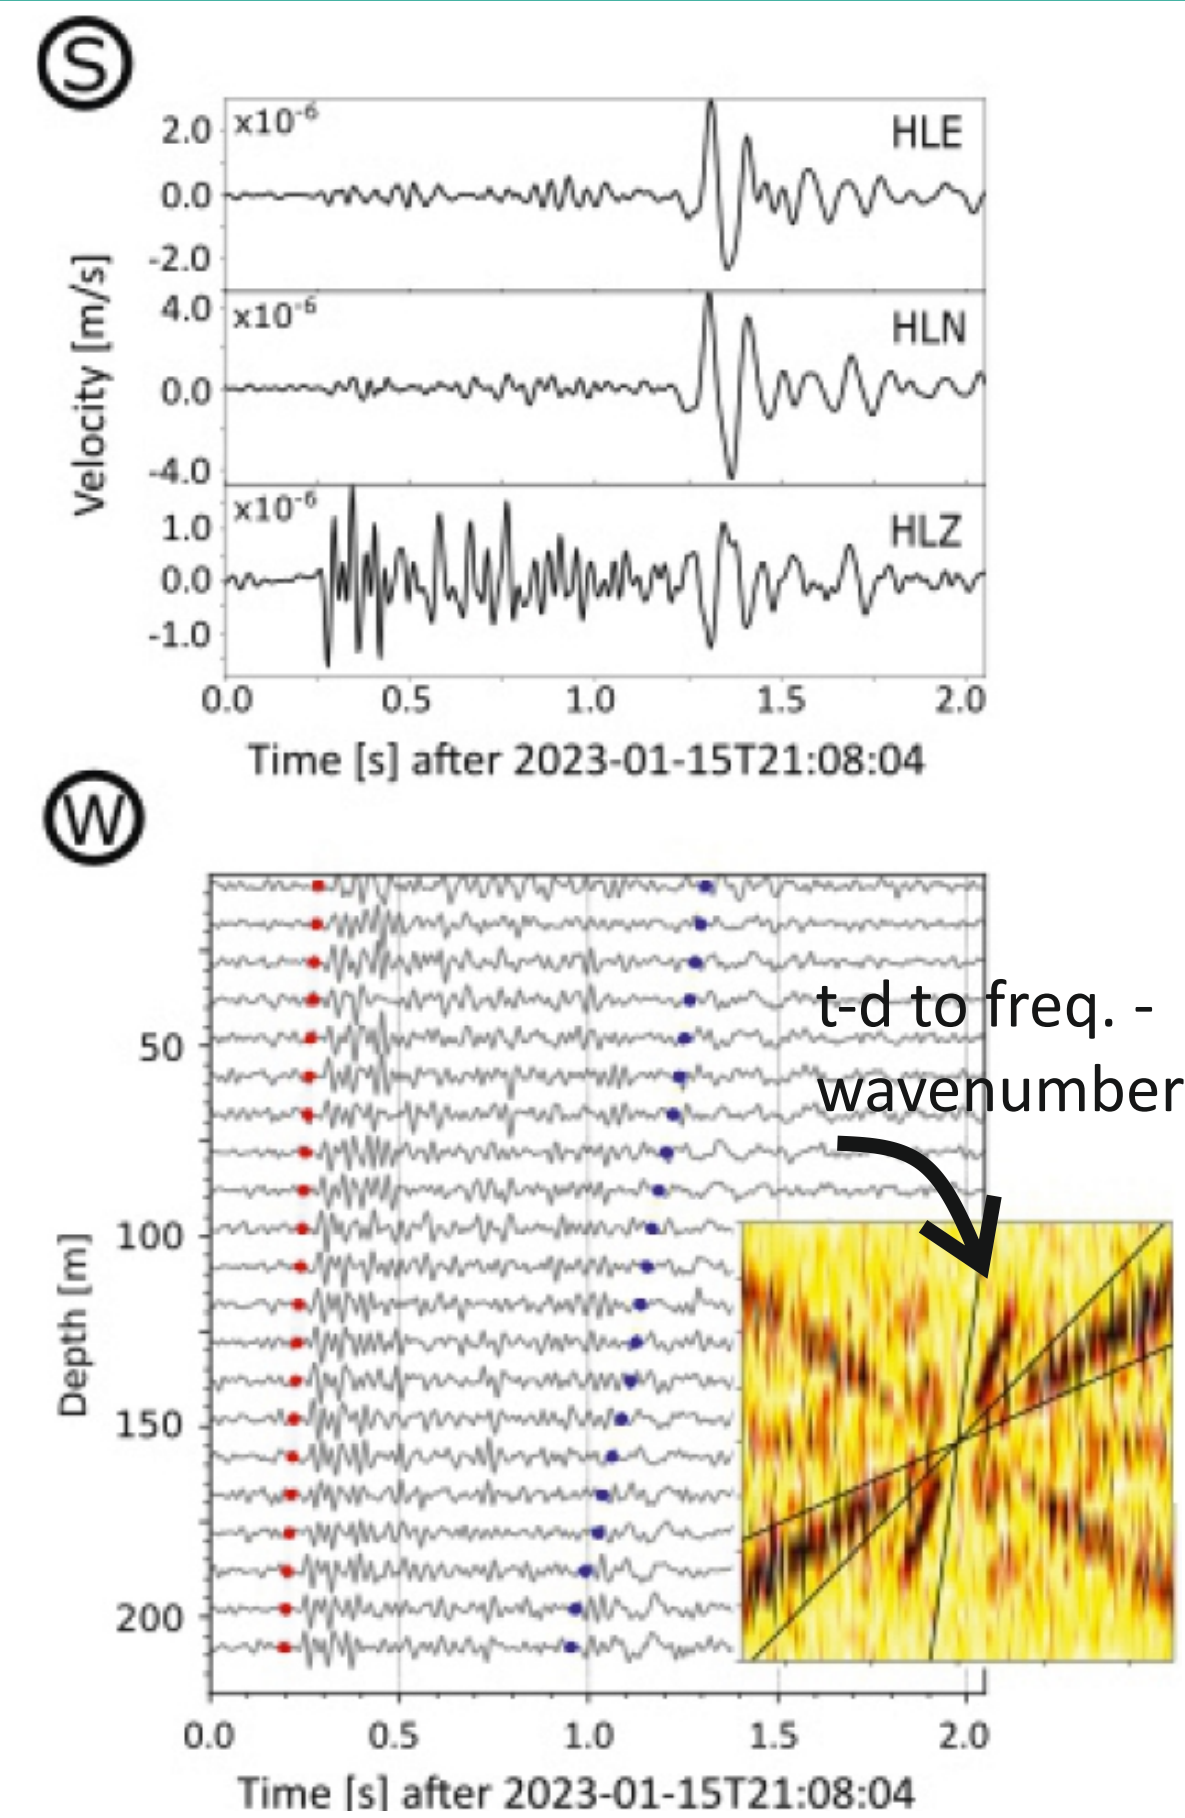 S
x10⁻⁶
HLE
2.0
0.0
-2.0
x10⁻⁶
HLN
4.0
0.0
-4.0
x10⁻⁶
HLZ
1.0
0.0
-1.0
Velocity [m/s]
0.0 0.5 1.0 1.5 2.0
Time [s] after 2023-01-15T21:08:04
W
t-d to freq. -
wavenumber
50
100
150
200
Depth [m]
0.0 0.5 1.0 1.5 2.0
Time [s] after 2023-01-15T21:08:04